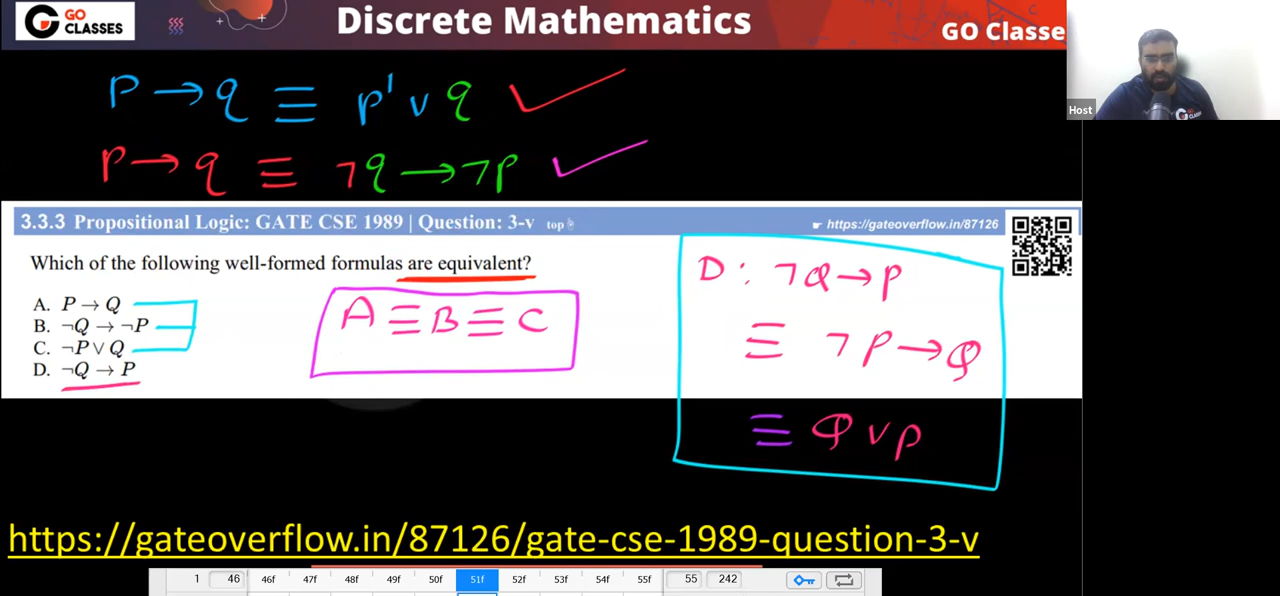 GO CLASSES
Discrete Mathematics
GO Classe
Host
P → q ≡ p' ∨ q
P → q ≡ ¬Q → ¬P
3.3.3 Propositional Logic: GATE CSE 1989 | Question: 3-v top
https://gateoverflow.in/87126
Which of the following well-formed formulas are equivalent?
A. P → Q
B. ¬Q → ¬P
C. ¬P ∨ Q
D. ¬Q → P
A ≡ B ≡ C
D: ¬Q → P
≡ ¬P → Q
≡ Q ∨ P
https://gateoverflow.in/87126/gate-cse-1989-question-3-v
1 46 46f 47f 48f 49f 50f 51f 52f 53f 54f 55f 55 242